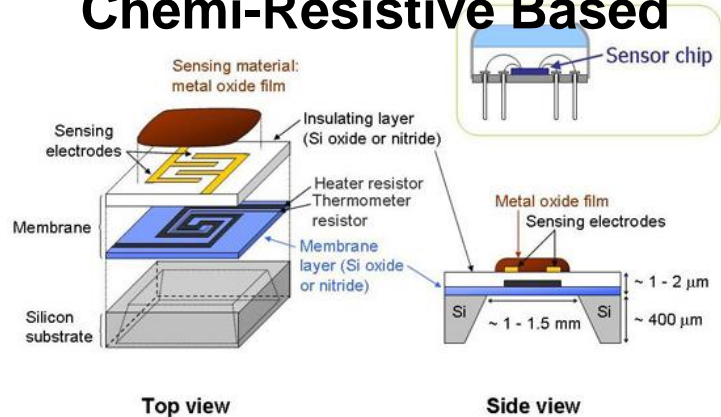 Chemi-Resistive Based
Sensor chip
Sensing material:
metal oxide film
Sensing
electrodes
Insulating layer
(Si oxide or nitride)
Heater resistor
Thermometer
resistor
Membrane
Membrane
layer (Si oxide
or nitride)
Silicon
substrate
Metal oxide film
Sensing electrodes
~ 1 - 2 µm
Si
Si
~ 1 - 1.5 mm
~ 400 µm
Top view
Side view